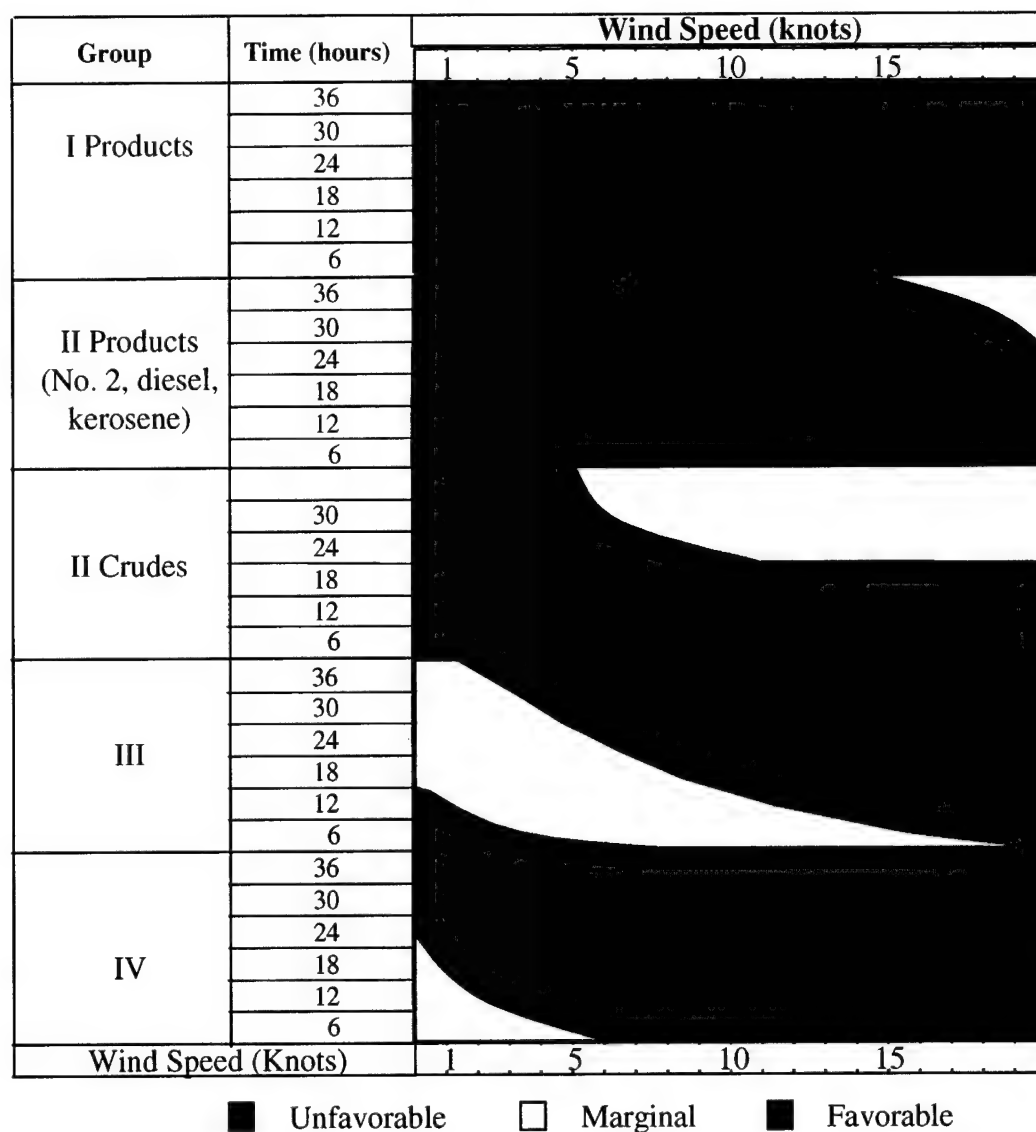 Group Time (hours) Wind Speed (knots)
1 5 10 15
I Products
36
30
24
18
12
6
II Products
(No. 2, diesel,
kerosene)
36
30
24
18
12
6
II Crudes
30
24
18
12
6
III
36
30
24
18
12
6
IV
36
30
24
18
12
6
Wind Speed (Knots) 1 5 10 15
Unfavorable Marginal Favorable